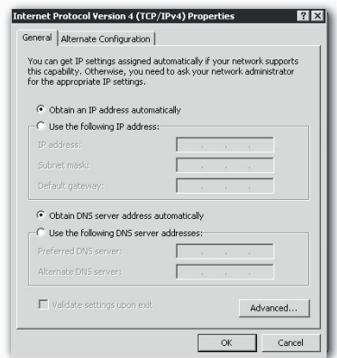 Internet Protocol Version 4 (TCP/IPv4) Properties
General
Alternate Configuration
You can get IP settings assigned automatically if your network supports
this capability. Otherwise, you need to ask your network administrator
for the appropriate IP settings.
Obtain an IP address automatically
Use the following IP address:
IP address:
Subnet mask:
Default gateway:
Obtain DNS server address automatically
Use the following DNS server addresses:
Preferred DNS server:
Alternate DNS server:
Validate settings upon exit
Advanced...
OK
Cancel